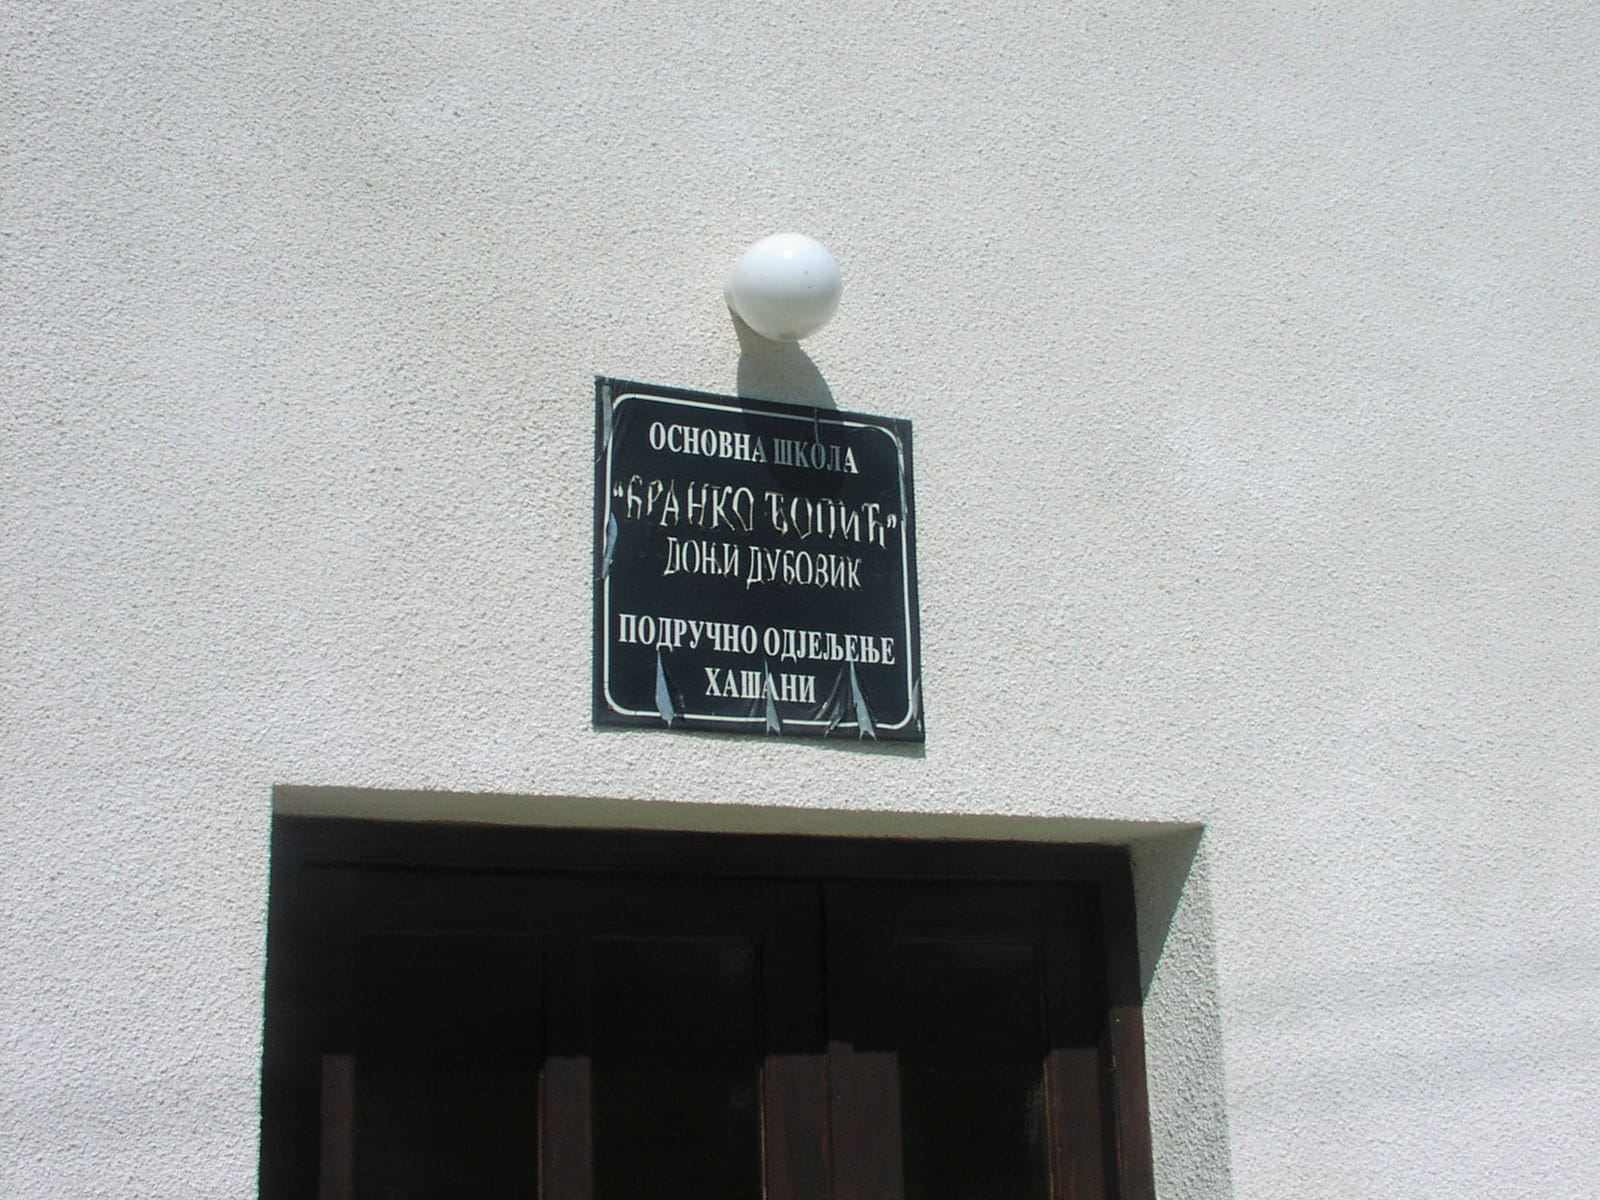 ОСНОВНА ШКОЛА
"БРАНКО ЋОПИЋ"
ДОЊИ ДУБОВИК
ПОДРУЧНО ОДЈЕЉЕЊЕ
ХАШАНИ